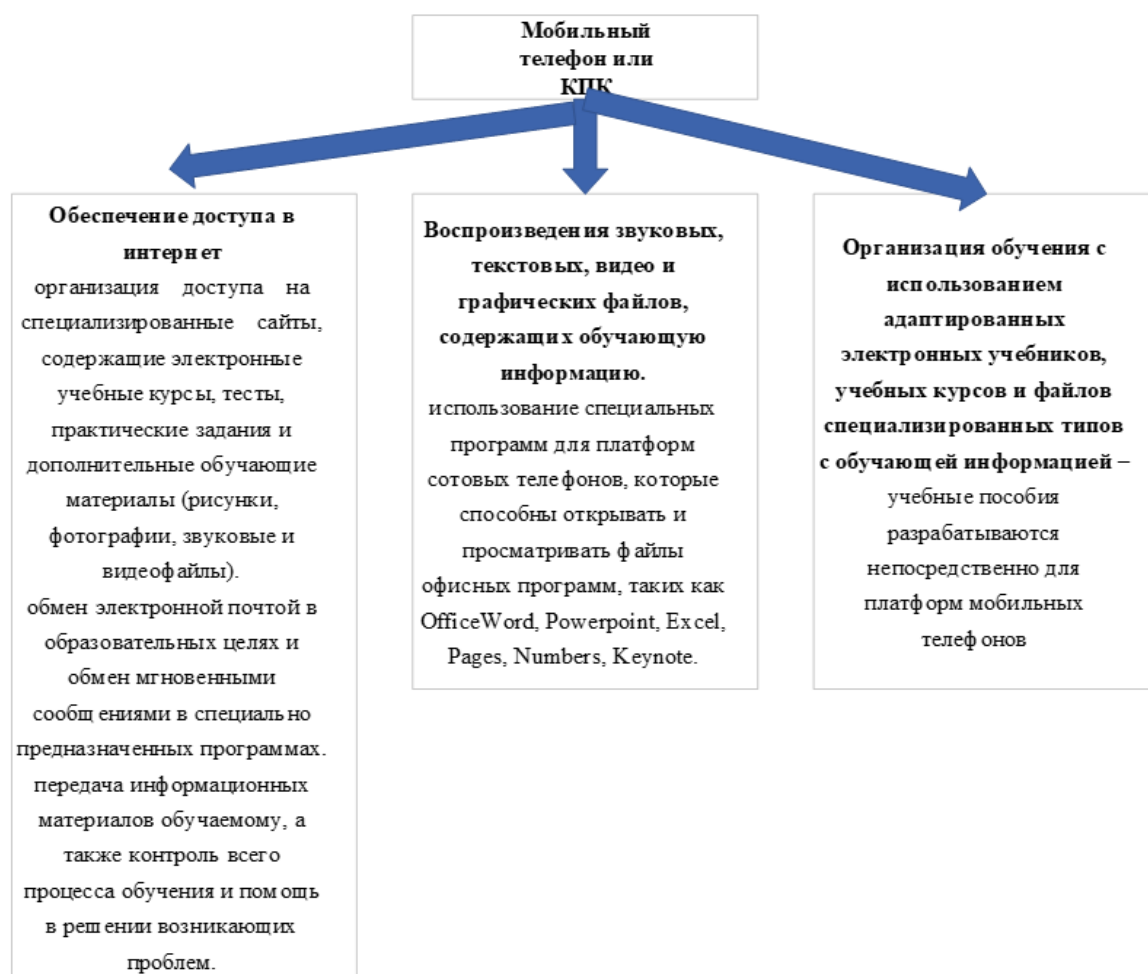 Мобильный
телефон или
КПК
Обеспечение доступа в
интернет
организация доступа на
специализированные сайты,
содержащие электронные
учебные курсы, тесты,
практические задания и
дополнительные обучающие
материалы (рисунки,
фотографии, звуковые и
видеофайлы).
обмен электронной почтой в
образовательных целях и
обмен мгновенными
сообщениями в специально
предназначенных программах.
передача информационных
материалов обучаемому, а
также контроль всего
процесса обучения и помощь
в решении возникающих
проблем.
Воспроизведения звуковых,
текстовых, видео и
графических файлов,
содержащих обучающую
информацию.
использование специальных
программ для платформ
сотовых телефонов, которые
способны открывать и
просматривать файлы
офисных программ, таких как
OfficeWord, Powerpoint, Excel,
Pages, Numbers, Keynote.
Организация обучения с
использованием
адаптированных
электронных учебников,
учебных курсов и файлов
специализированных типов
с обучающей информацией –
учебные пособия
разрабатываются
непосредственно для
платформ мобильных
телефонов